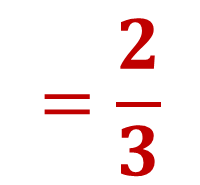 = 2/3